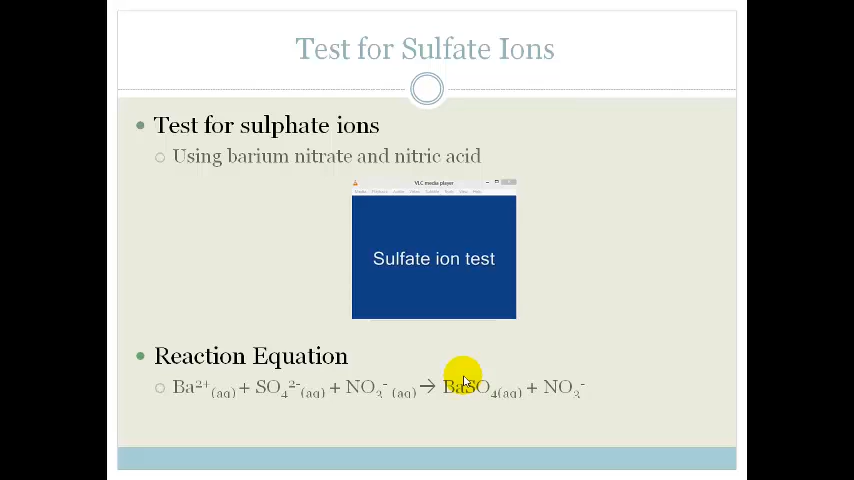 Test for Sulfate Ions
Test for sulphate ions
Using barium nitrate and nitric acid
VLC media player
Sulfate ion test
Reaction Equation
Ba²⁺(aq) + SO₄²⁻(aq) + NO₃⁻ (aq) → BaSO₄(aq) + NO₃⁻